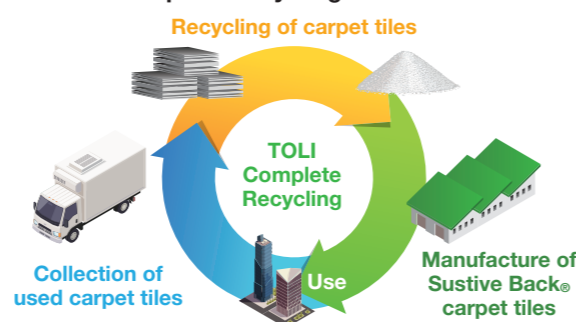 Recycling of carpet tiles
TOLI
Complete
Recycling
Use
Manufacture of
Sustive Back®
carpet tiles
Collection of
used carpet tiles